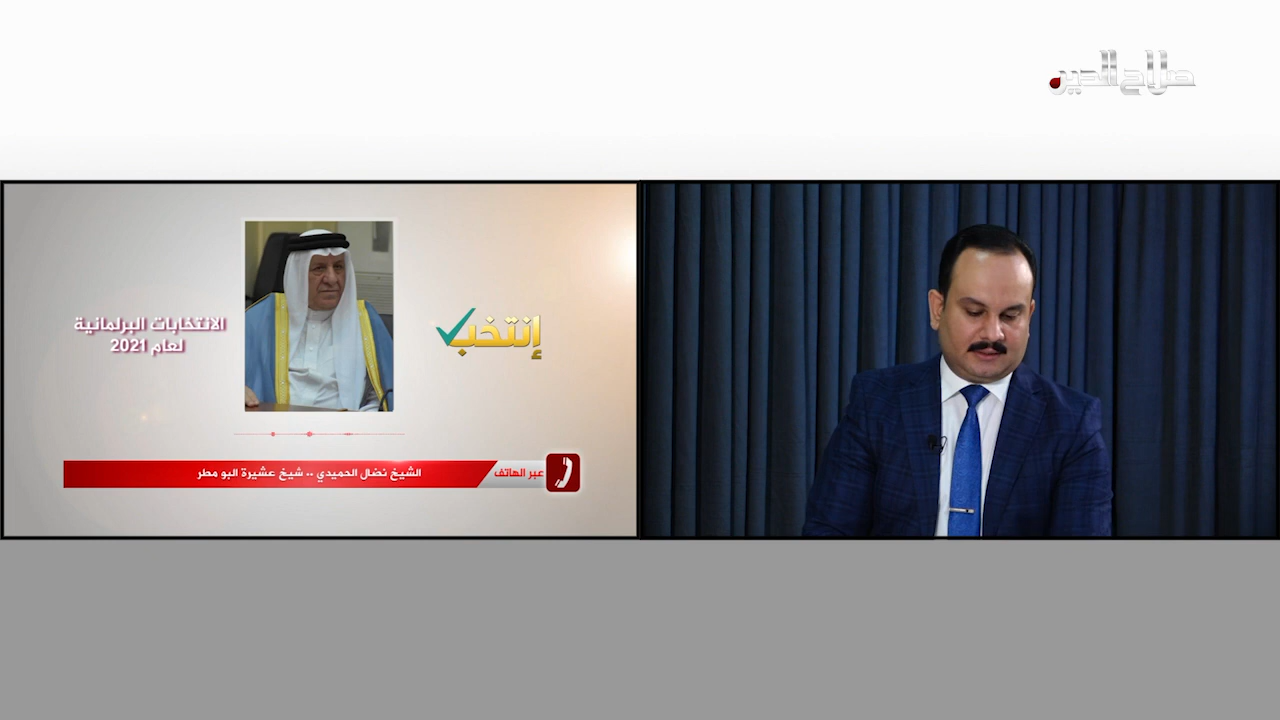 صلاح الدين
إنتخب
الانتخابات البرلمانية
لعام 2021
عبر الهاتف
الشيخ نضال الحميدي .. شيخ عشيرة البو مطر